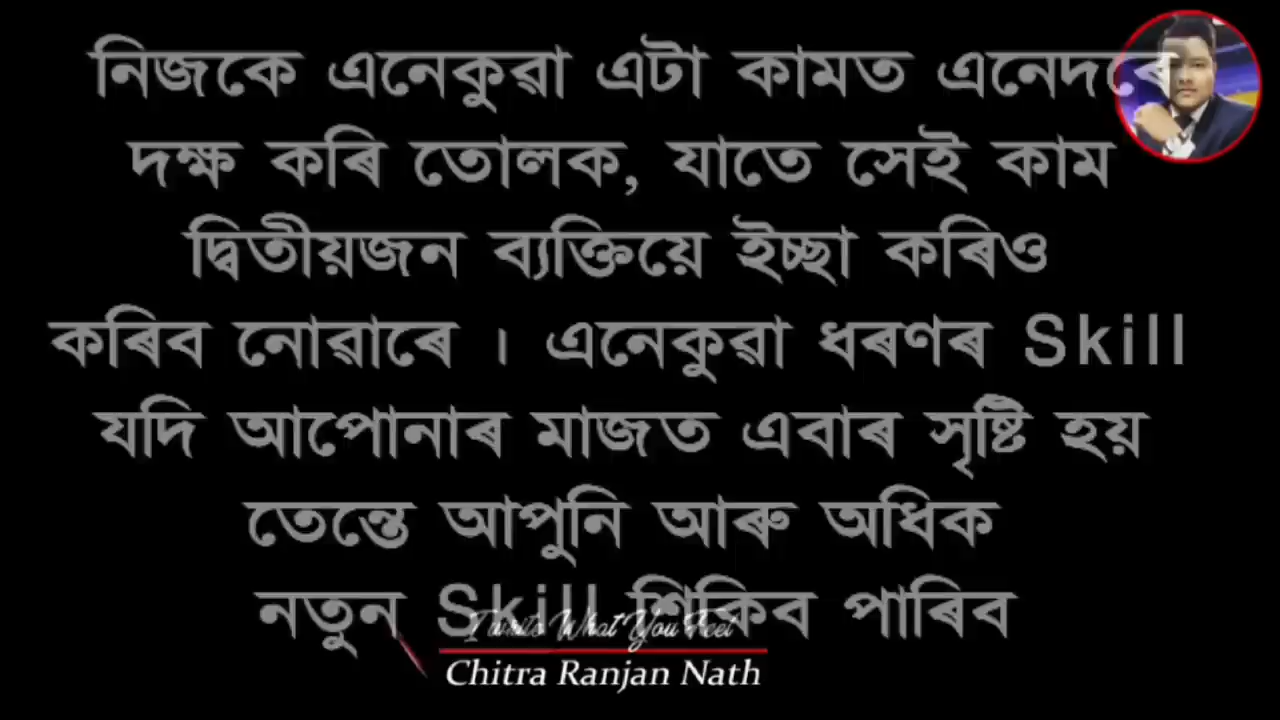 নিজকে এনেকুৱা এটা কামত এনেদৰে
দক্ষ কৰি তোলক, যাতে সেই কাম
দ্বিতীয়জন ব্যক্তিয়ে ইচ্ছা কৰিও
কৰিব নোৱাৰে । এনেকুৱা ধৰণৰ Skill
যদি আপোনাৰ মাজত এবাৰ সৃষ্টি হয়
তেন্তে আপুনি আৰু অধিক
নতুন Skill শিকিব পাৰিব
I write What You Feel
Chitra Ranjan Nath